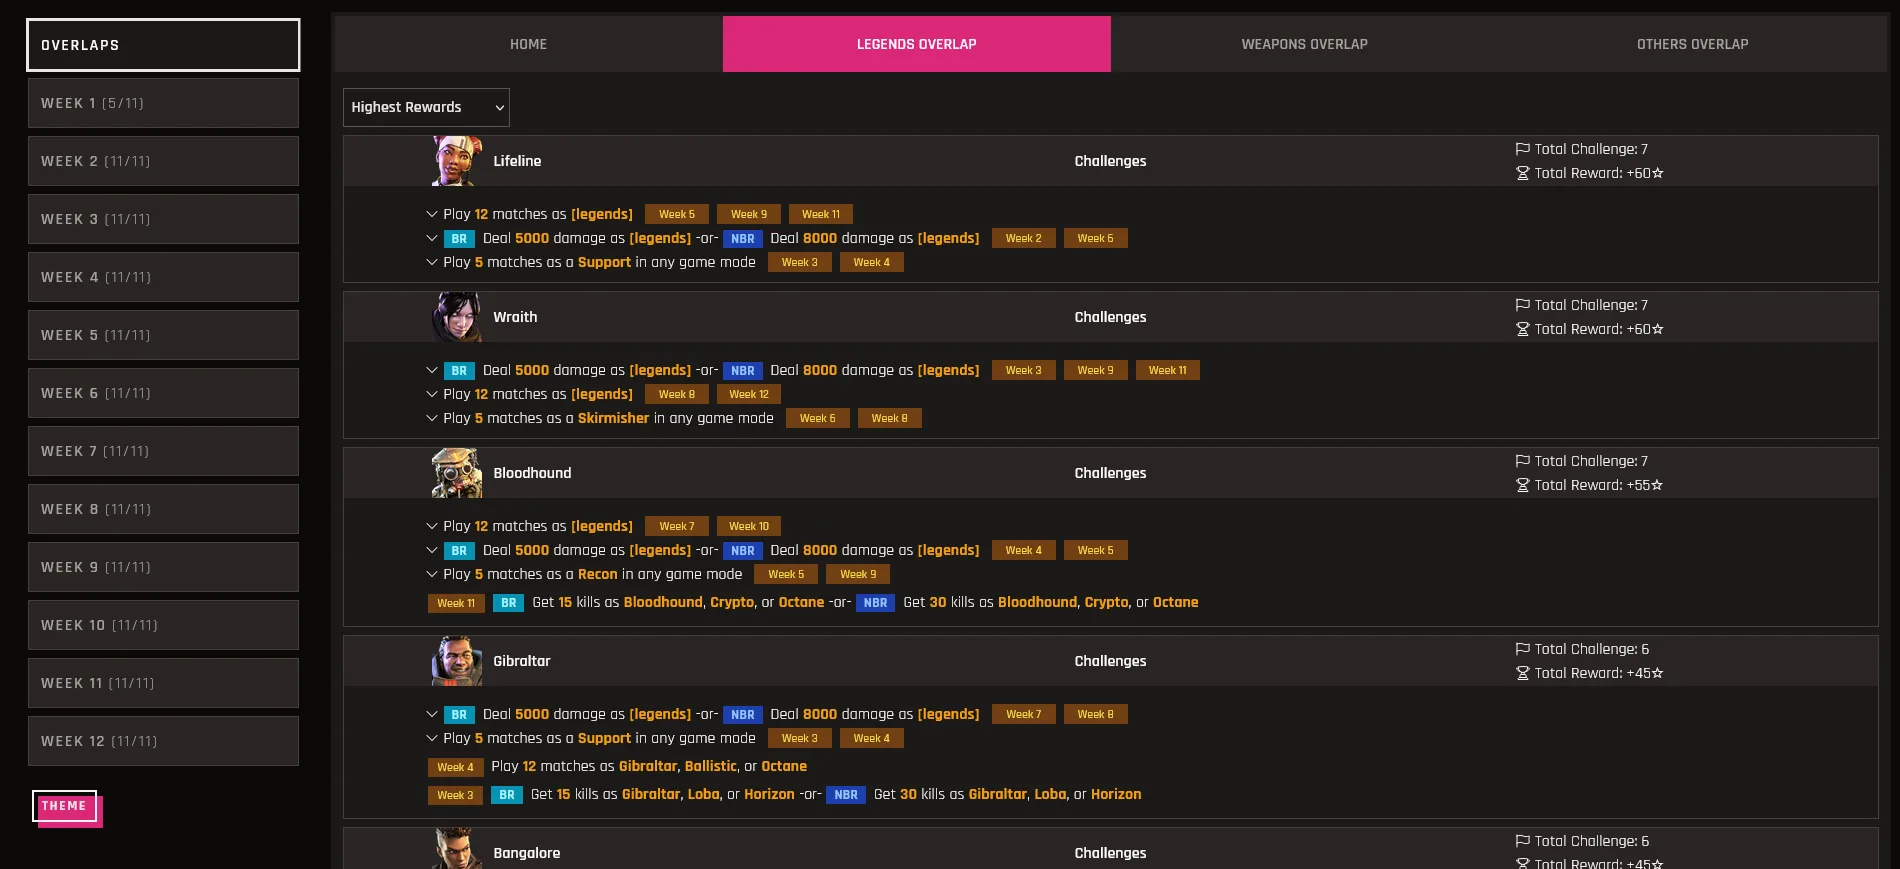 OVERLAPS
WEEK 1 (5/11)
WEEK 2 (11/11)
WEEK 3 (11/11)
WEEK 4 (11/11)
WEEK 5 (11/11)
WEEK 6 (11/11)
WEEK 7 (11/11)
WEEK 8 (11/11)
WEEK 9 (11/11)
WEEK 10 (11/11)
WEEK 11 (11/11)
WEEK 12 (11/11)
THEME
HOME LEGENDS OVERLAP WEAPONS OVERLAP OTHERS OVERLAP
Highest Rewards
Lifeline Challenges
Total Challenge: 7
Total Reward: +60☆
Play 12 matches as [legends] Week 5 Week 9 Week 11
BR Deal 5000 damage as [legends] -or- NBR Deal 8000 damage as [legends] Week 2 Week 6
Play 5 matches as a Support in any game mode Week 3 Week 4
Wraith Challenges
Total Challenge: 7
Total Reward: +60☆
BR Deal 5000 damage as [legends] -or- NBR Deal 8000 damage as [legends] Week 3 Week 9 Week 11
Play 12 matches as [legends] Week 8 Week 12
Play 5 matches as a Skirmisher in any game mode Week 6 Week 8
Bloodhound Challenges
Total Challenge: 7
Total Reward: +55☆
Play 12 matches as [legends] Week 7 Week 10
BR Deal 5000 damage as [legends] -or- NBR Deal 8000 damage as [legends] Week 4 Week 5
Play 5 matches as a Recon in any game mode Week 5 Week 9
Week 11 BR Get 15 kills as Bloodhound, Crypto, or Octane -or- NBR Get 30 kills as Bloodhound, Crypto, or Octane
Gibraltar Challenges
Total Challenge: 6
Total Reward: +45☆
BR Deal 5000 damage as [legends] -or- NBR Deal 8000 damage as [legends] Week 7 Week 8
Play 5 matches as a Support in any game mode Week 3 Week 4
Week 4 Play 12 matches as Gibraltar, Ballistic, or Octane
Week 3 BR Get 15 kills as Gibraltar, Loba, or Horizon -or- NBR Get 30 kills as Gibraltar, Loba, or Horizon
Bangalore Challenges
Total Challenge: 6
Total Reward: +45☆